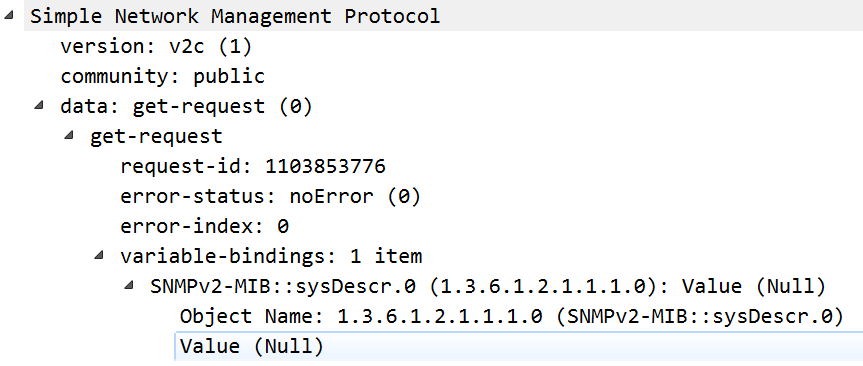 Simple Network Management Protocol
version: v2c (1)
community: public
data: get-request (0)
get-request
request-id: 1103853776
error-status: noError (0)
error-index: 0
variable-bindings: 1 item
SNMPv2-MIB::sysDescr.0 (1.3.6.1.2.1.1.1.0): Value (Null)
Object Name: 1.3.6.1.2.1.1.1.0 (SNMPv2-MIB::sysDescr.0)
Value (Null)